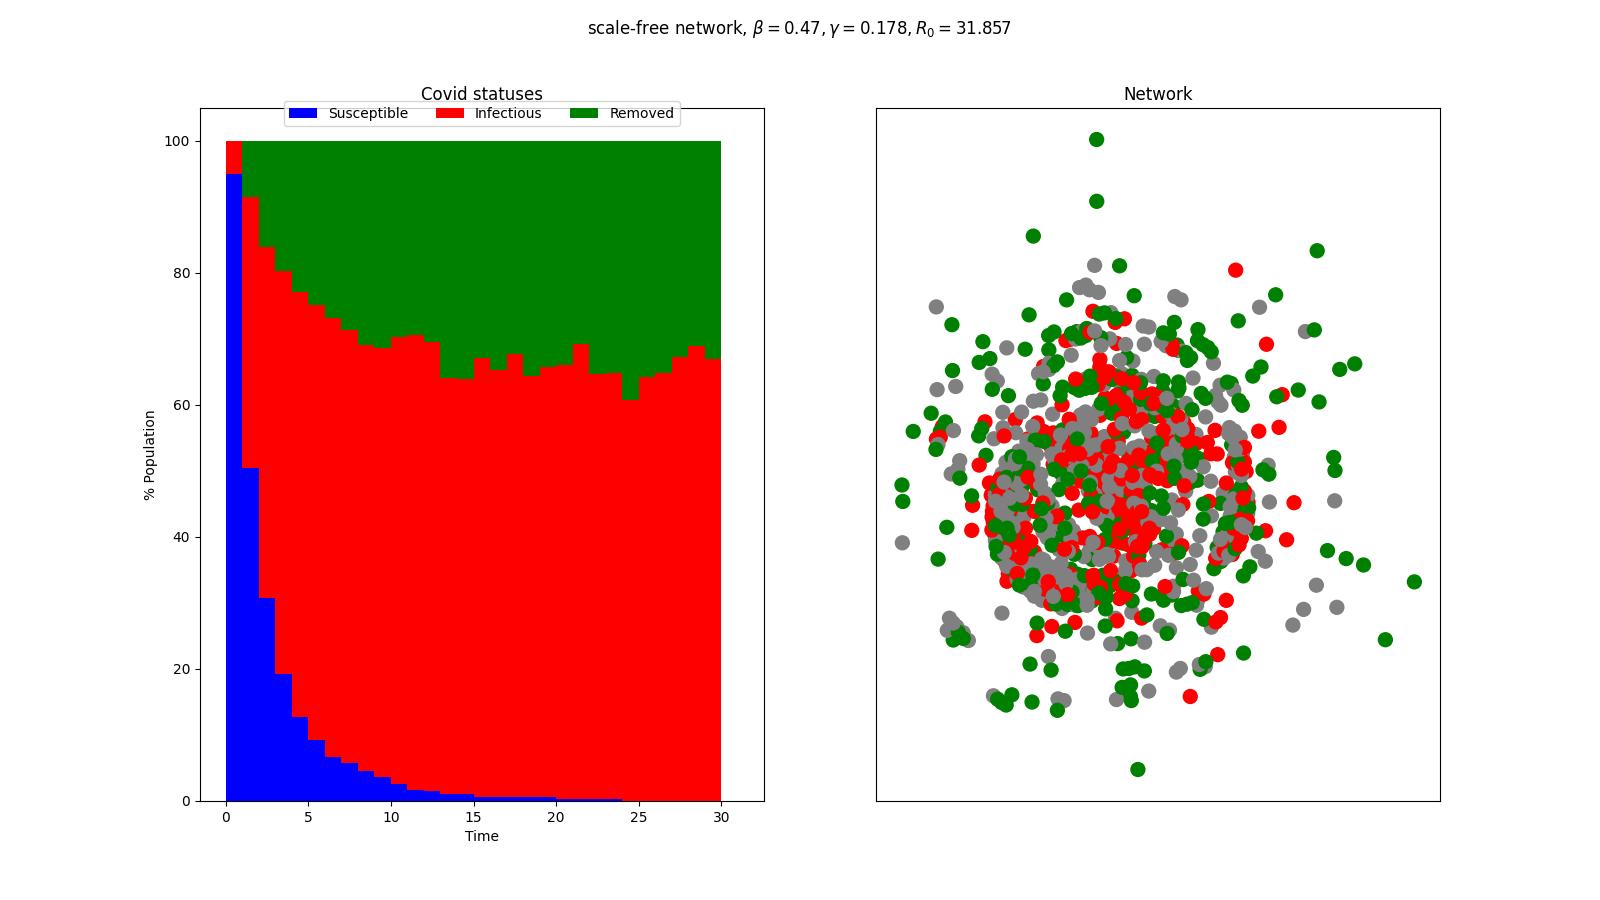 scale-free network, β = 0.47, γ = 0.178, R₀ = 31.857
Covid statuses
Susceptible Infectious Removed
100
80
60
40
20
0
% Population
0 5 10 15 20 25 30
Time
Network